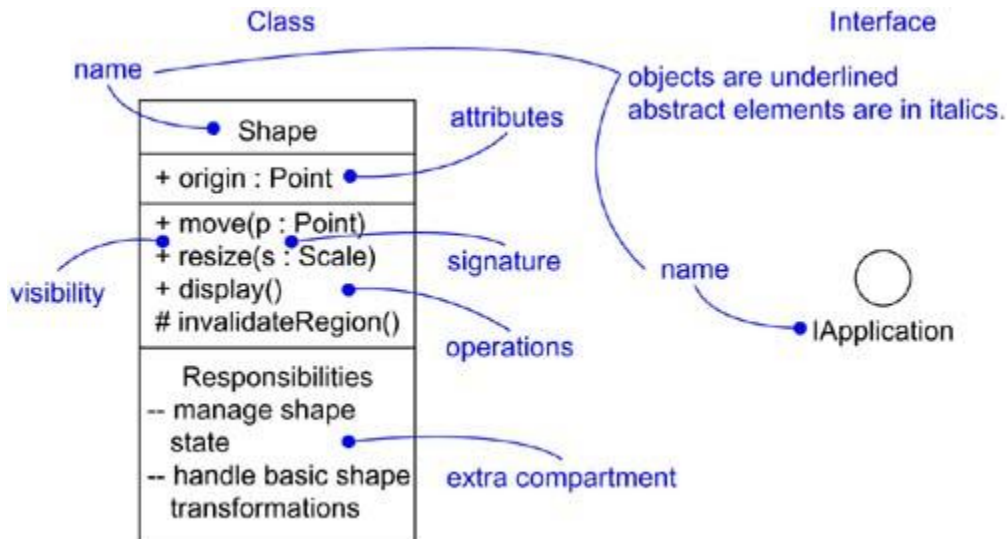 Class
Interface
name
objects are underlined
abstract elements are in italics.
Shape
attributes
+ origin : Point
+ move(p : Point)
+ resize(s : Scale)
+ display()
# invalidateRegion()
visibility
signature
operations
name
IApplication
Responsibilities
-- manage shape
state
-- handle basic shape
transformations
extra compartment